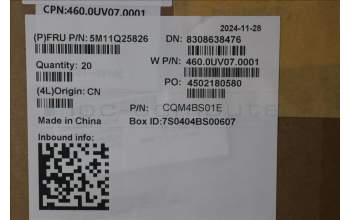 CPN:460.0UV07.0001
2024-11-28
(P)FRU P/N: 5M11Q25826
DN: 8308638476
W P/N: 460.0UV07.0001
Quantity: 20
PO: 4502180580
(4L)Origin: CN
P/N: CQM4BS01E
Made in China
Box ID:7S0404BS00607
Inbound info: